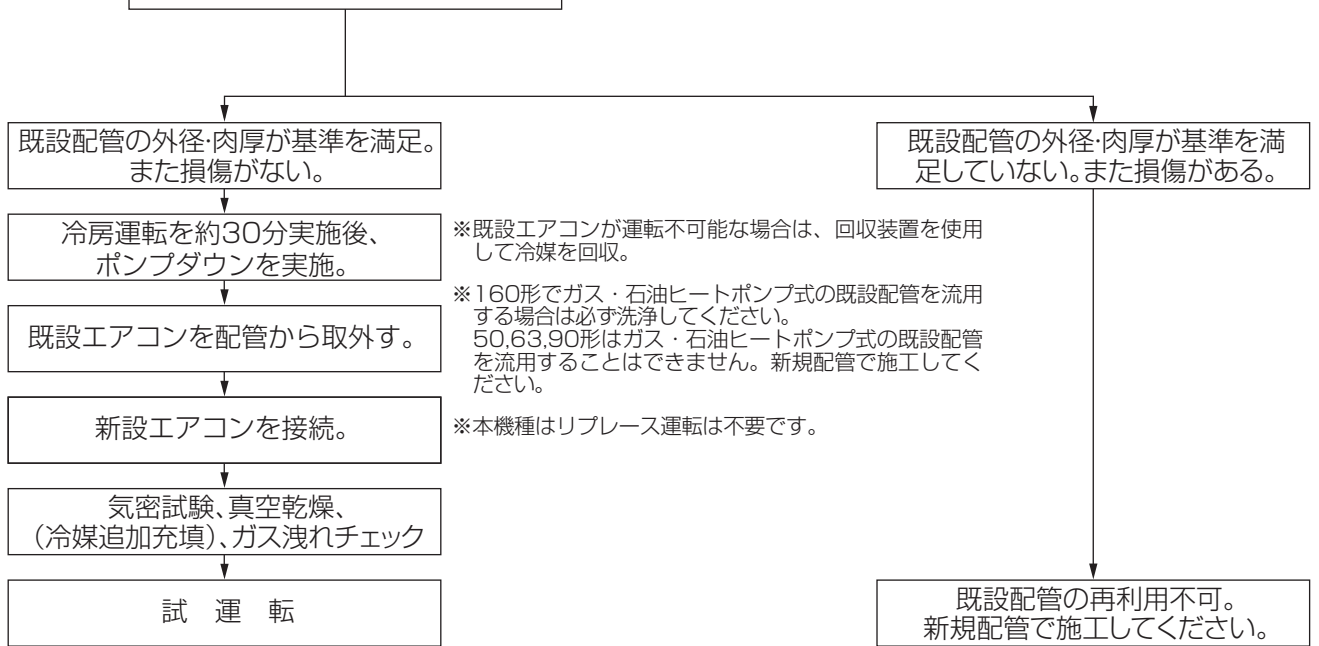 既設配管の外径・肉厚が基準を満足。
また損傷がない。
既設配管の外径・肉厚が基準を満
足していない。また損傷がある。
冷房運転を約30分実施後、
ポンプダウンを実施。
※既設エアコンが運転不可能な場合は、回収装置を使用
して冷媒を回収。
既設エアコンを配管から取外す。
※160形でガス・石油ヒートポンプ式の既設配管を流用
する場合は必ず洗浄してください。
50,63,90形はガス・石油ヒートポンプ式の既設配管
を流用することはできません。新規配管で施工してく
ださい。
新設エアコンを接続。
※本機種はリプレース運転は不要です。
気密試験、真空乾燥、
（冷媒追加充填）、ガス洩れチェック
試 運 転
既設配管の再利用不可。
新規配管で施工してください。